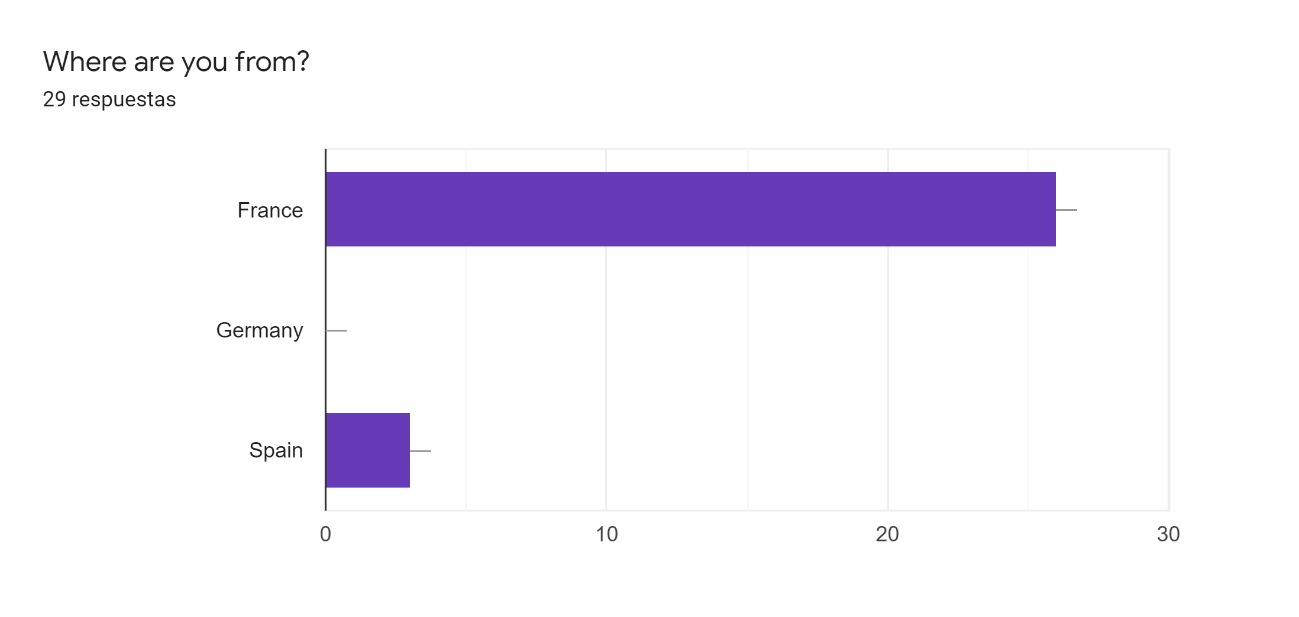 Where are you from?
29 respuestas
France
Germany
Spain
0 10 20 30